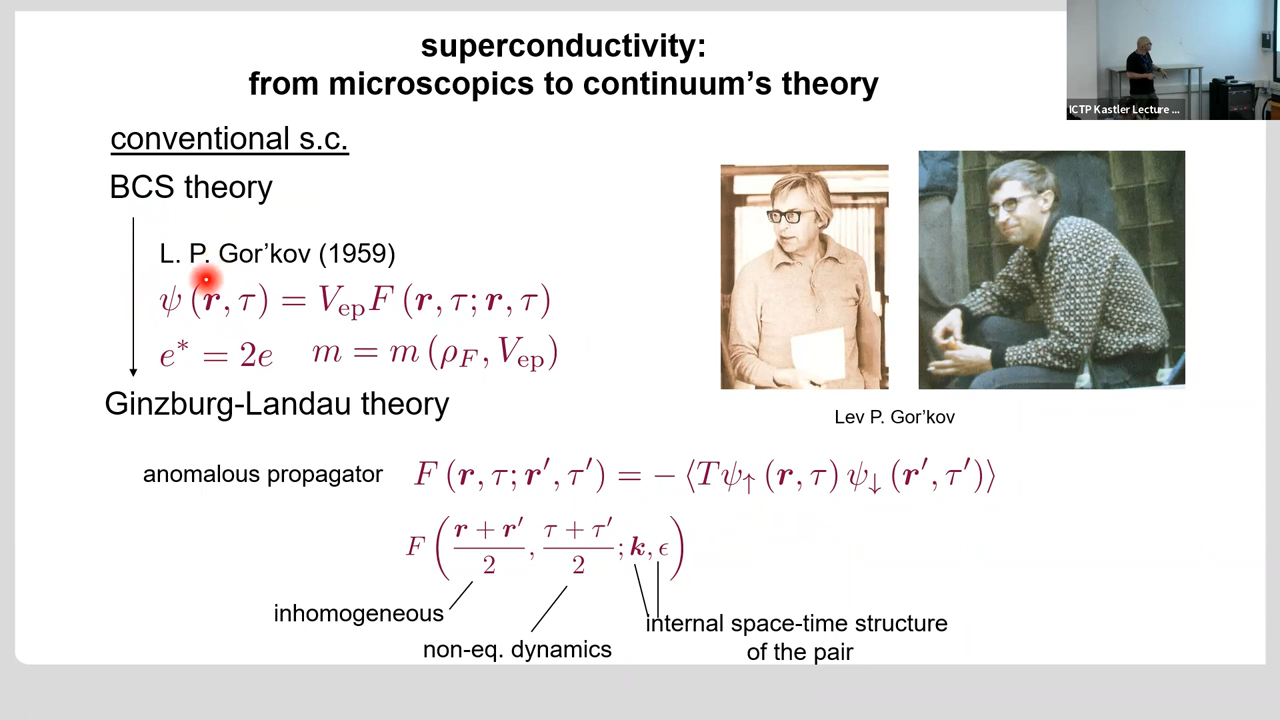 superconductivity:
from microscopics to continuum's theory
ICTP Kastler Lecture ...
conventional s.c.
BCS theory
L. P. Gor'kov (1959)
ψ (r, τ) = V_ep F (r, τ; r, τ)
e* = 2e   m = m (ρ_F, V_ep)
Ginzburg-Landau theory
Lev P. Gor'kov
anomalous propagator   F (r, τ; r′, τ′) = − ⟨Tψ↑ (r, τ) ψ↓ (r′, τ′)⟩
F ( (r + r′)/2 , (τ + τ′)/2 ; k, ϵ )
inhomogeneous
non-eq. dynamics
internal space-time structure
of the pair